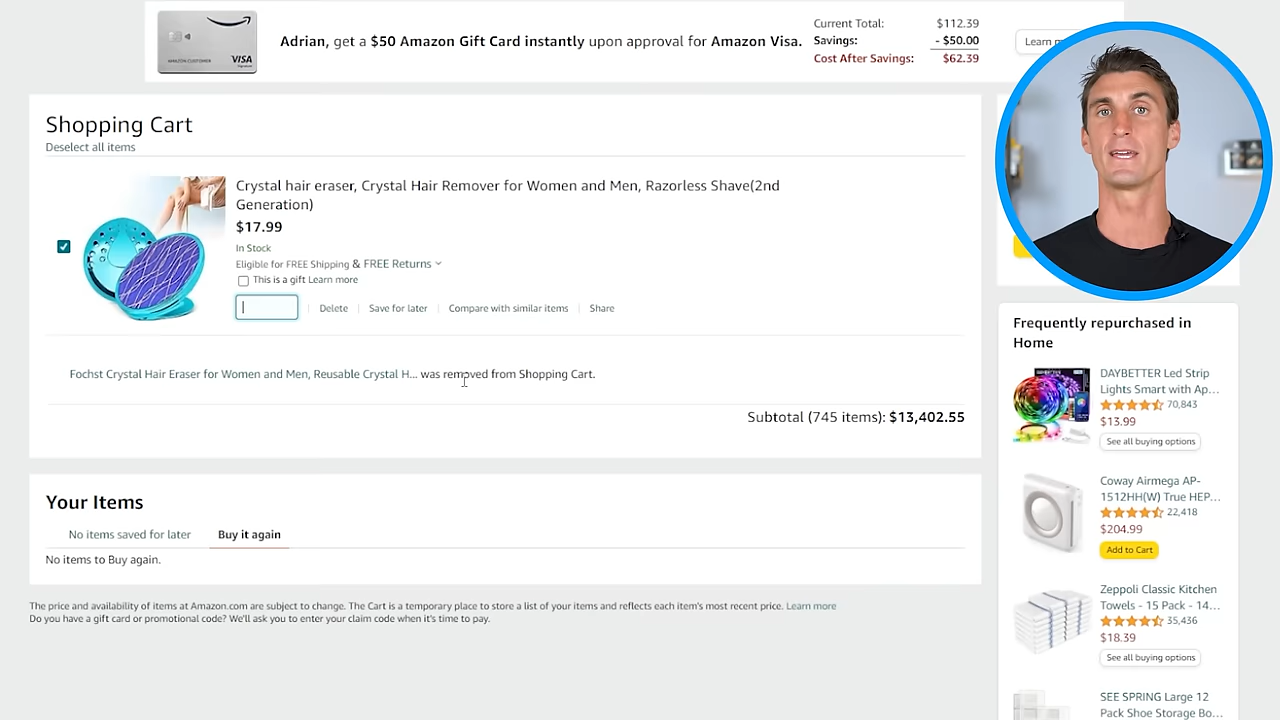 Adrian, get a $50 Amazon Gift Card instantly upon approval for Amazon Visa.
Current Total: $112.39
Savings: - $50.00
Cost After Savings: $62.39
AMAZON CUSTOMER
VISA
Signature
Shopping Cart
Deselect all items
Crystal hair eraser, Crystal Hair Remover for Women and Men, Razorless Shave(2nd
Generation)
$17.99
In Stock
Eligible for FREE Shipping & FREE Returns
This is a gift Learn more
Delete | Save for later | Compare with similar items | Share
Fochst Crystal Hair Eraser for Women and Men, Reusable Crystal H... was removed from Shopping Cart.
Subtotal (745 items): $13,402.55
Your Items
No items saved for later Buy it again
No items to Buy again.
The price and availability of items at Amazon.com are subject to change. The Cart is a temporary place to store a list of your items and reflects each item's most recent price. Learn more
Do you have a gift card or promotional code? We'll ask you to enter your claim code when it's time to pay.
Frequently repurchased in
Home
DAYBETTER Led Strip
Lights Smart with Ap...
70,843
$13.99
See all buying options
Coway Airmega AP-
1512HH(W) True HEP...
22,418
$204.99
Add to Cart
Zeppoli Classic Kitchen
Towels - 15 Pack - 14...
35,436
$18.39
See all buying options
SEE SPRING Large 12
Pack Shoe Storage Bo...